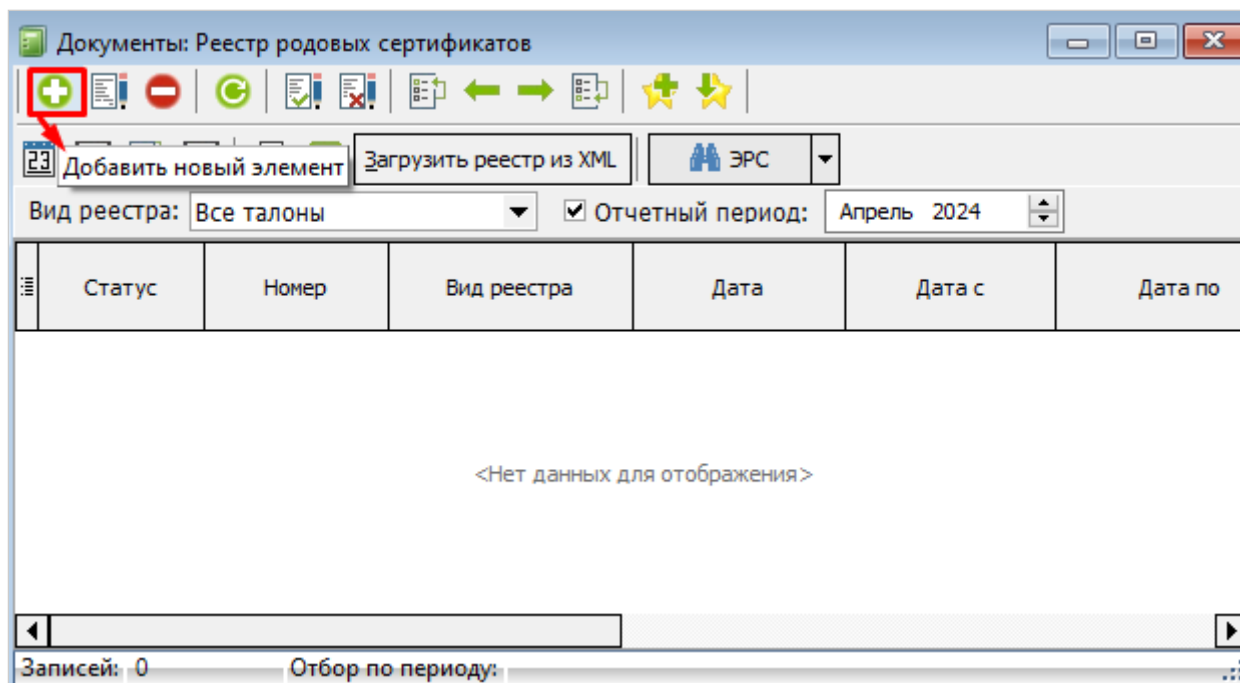 Документы: Реестр родовых сертификатов
23 Добавить новый элемент Загрузить реестр из XML ЭРС
Вид реестра: Все талоны Отчетный период: Апрель 2024
Статус Номер Вид реестра Дата Дата с Дата по
<Нет данных для отображения>
Записей: 0 Отбор по периоду: